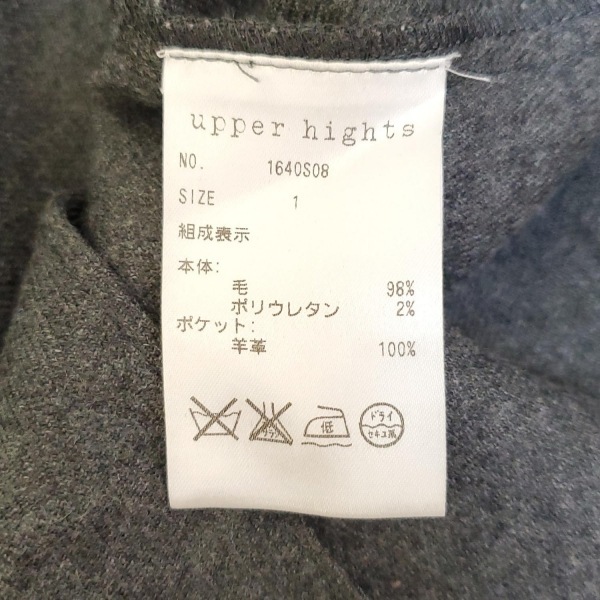 upper hights
NO. 1640S08
SIZE 1
組成表示
本体:
毛 98%
ポリウレタン 2%
ポケット:
羊革 100%
低
ドライ
セキユ系